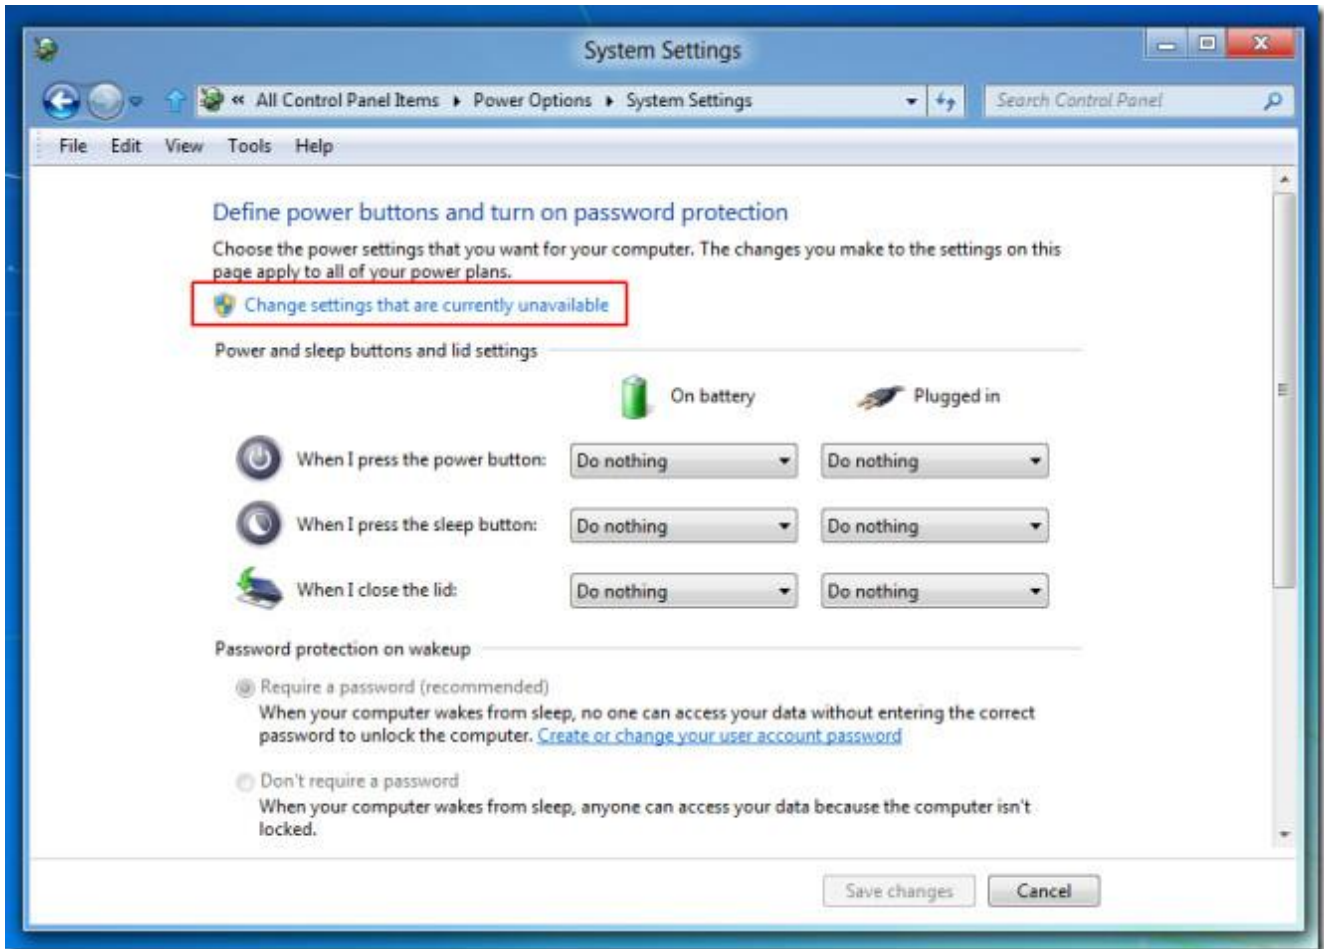 System Settings
« All Control Panel Items ▸ Power Options ▸ System Settings
Search Control Panel
File Edit View Tools Help
Define power buttons and turn on password protection
Choose the power settings that you want for your computer. The changes you make to the settings on this
page apply to all of your power plans.
Change settings that are currently unavailable
Power and sleep buttons and lid settings
On battery Plugged in
When I press the power button: Do nothing Do nothing
When I press the sleep button: Do nothing Do nothing
When I close the lid: Do nothing Do nothing
Password protection on wakeup
Require a password (recommended)
When your computer wakes from sleep, no one can access your data without entering the correct
password to unlock the computer. Create or change your user account password
Don't require a password
When your computer wakes from sleep, anyone can access your data because the computer isn't
locked.
Save changes Cancel